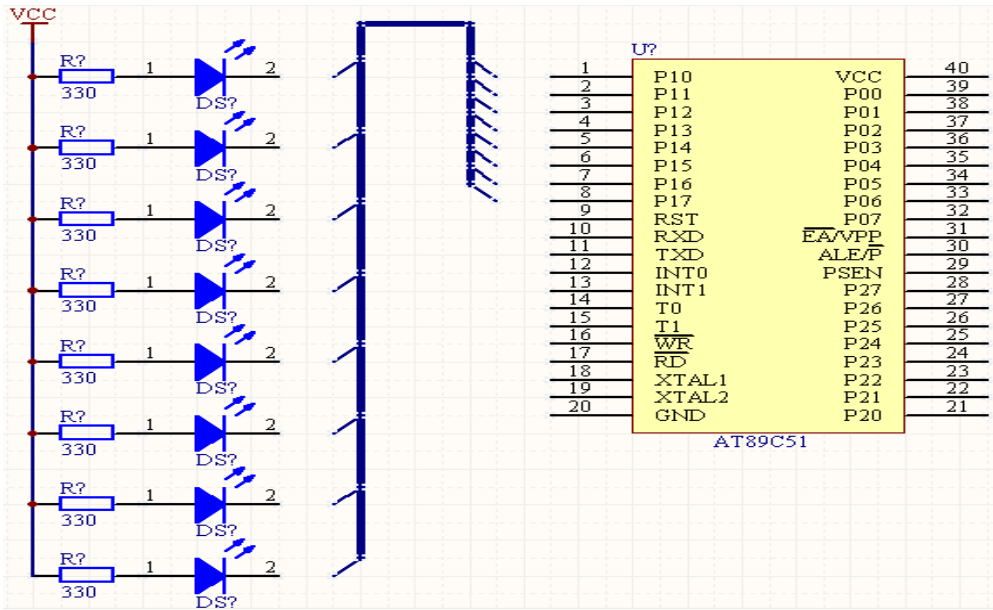 VCC
R?
330
1
2
DS?
R?
330
1
2
DS?
R?
330
1
2
DS?
R?
330
1
2
DS?
R?
330
1
2
DS?
R?
330
1
2
DS?
R?
330
1
2
DS?
R?
330
1
2
DS?
U?
1 P10 VCC 40
2 P11 P00 39
3 P12 P01 38
4 P13 P02 37
5 P14 P03 36
6 P15 P04 35
7 P16 P05 34
8 P17 P06 33
9 RST P07 32
10 RXD EA/VPP 31
11 TXD ALE/P 30
12 INT0 PSEN 29
13 INT1 P27 28
14 T0 P26 27
15 T1 P25 26
16 WR P24 25
17 RD P23 24
18 XTAL1 P22 23
19 XTAL2 P21 22
20 GND P20 21
AT89C51